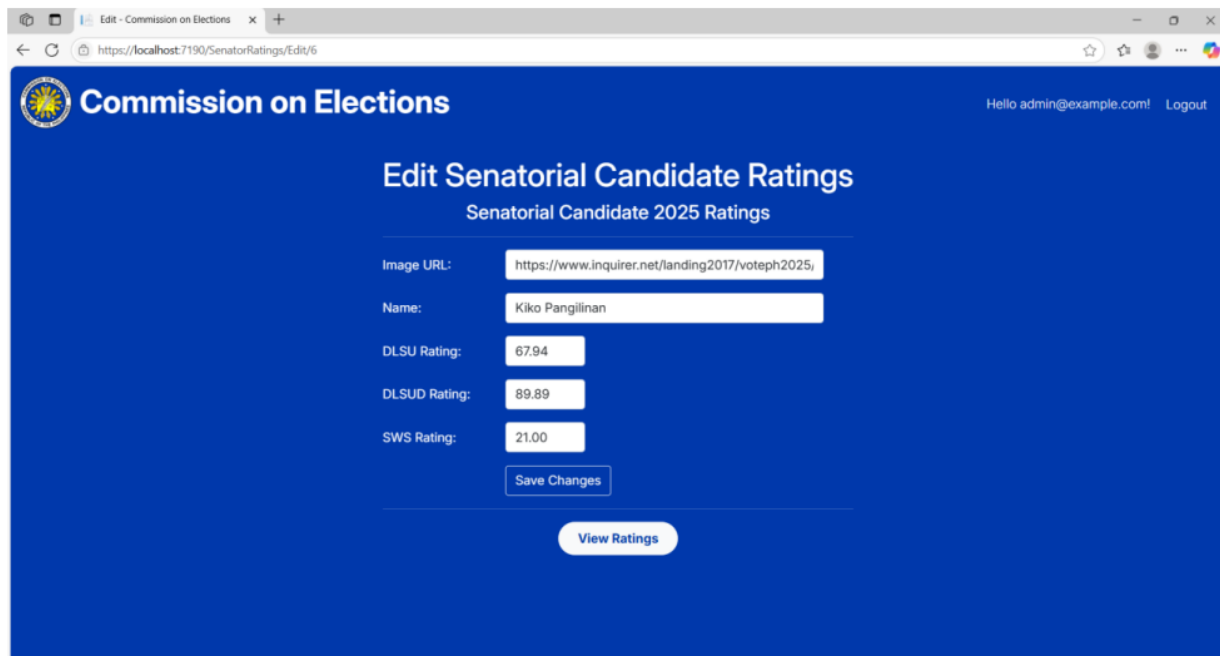 Edit - Commission on Elections
https://localhost:7190/SenatorRatings/Edit/6
Commission on Elections
Hello admin@example.com! Logout
Edit Senatorial Candidate Ratings
Senatorial Candidate 2025 Ratings
Image URL: https://www.inquirer.net/landing2017/voteph2025/
Name: Kiko Pangilinan
DLSU Rating: 67.94
DLSUD Rating: 89.89
SWS Rating: 21.00
Save Changes
View Ratings